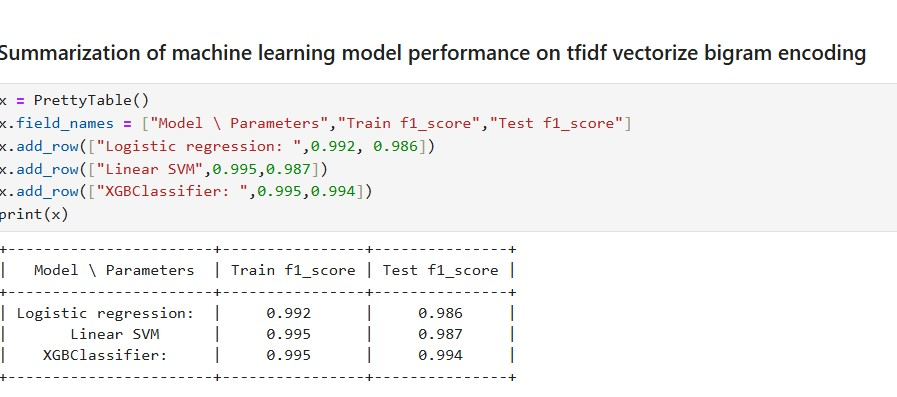 Summarization of machine learning model performance on tfidf vectorize bigram encoding
x = PrettyTable()
x.field_names = ["Model \ Parameters","Train f1_score","Test f1_score"]
x.add_row(["Logistic regression: ",0.992, 0.986])
x.add_row(["Linear SVM",0.995,0.987])
x.add_row(["XGBClassifier: ",0.995,0.994])
print(x)
+-----------------------+----------------+---------------+
|   Model \ Parameters  | Train f1_score | Test f1_score |
+-----------------------+----------------+---------------+
| Logistic regression:  |     0.992      |     0.986     |
|       Linear SVM      |     0.995      |     0.987     |
|    XGBClassifier:     |     0.995      |     0.994     |
+-----------------------+----------------+---------------+